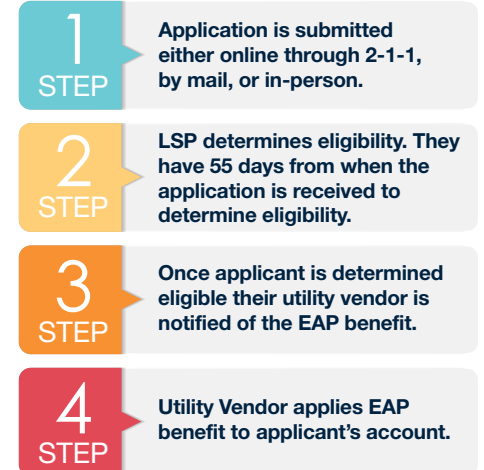 1
STEP
Application is submitted
either online through 2-1-1,
by mail, or in-person.
2
STEP
LSP determines eligibility. They
have 55 days from when the
application is received to
determine eligibility.
3
STEP
Once applicant is determined
eligible their utility vendor is
notified of the EAP benefit.
4
STEP
Utility Vendor applies EAP
benefit to applicant's account.